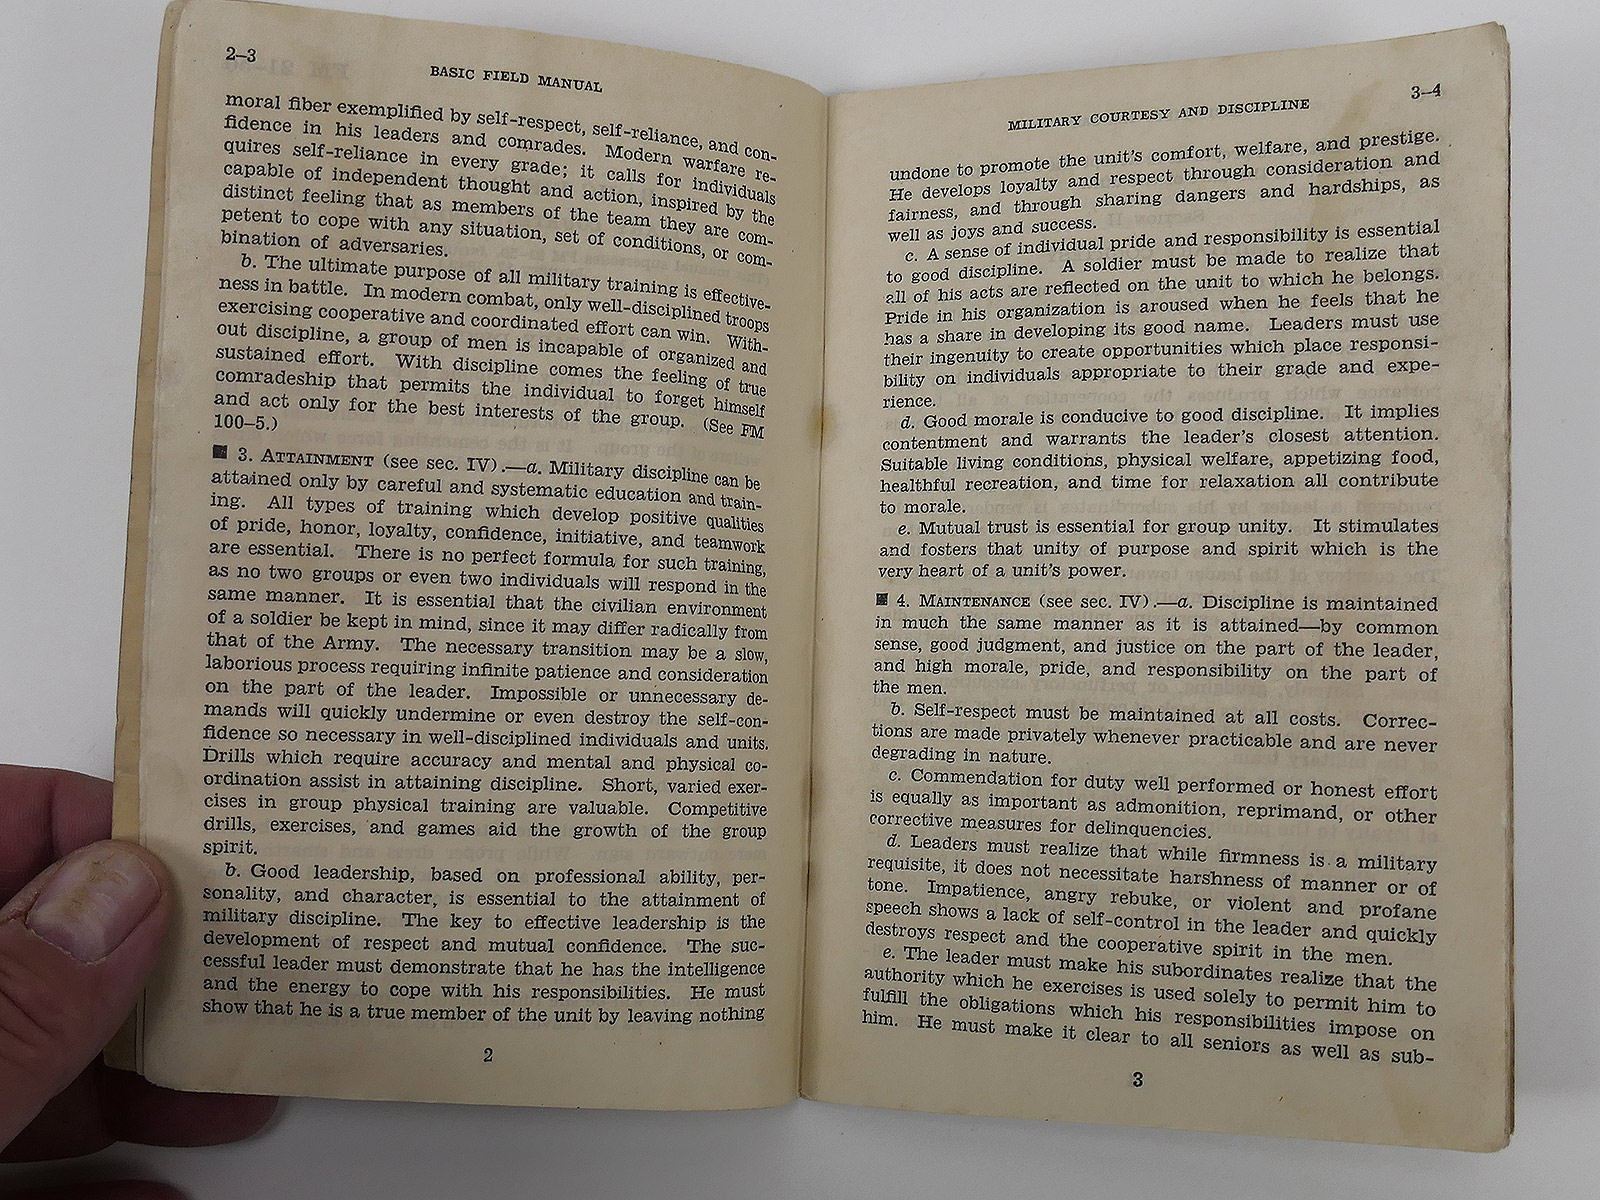 2–3
BASIC FIELD MANUAL
moral fiber exemplified by self-respect, self-reliance, and con-
fidence in his leaders and comrades. Modern warfare re-
quires self-reliance in every grade; it calls for individuals
capable of independent thought and action, inspired by the
distinct feeling that as members of the team they are com-
petent to cope with any situation, set of conditions, or com-
bination of adversaries.
b. The ultimate purpose of all military training is effective-
ness in battle. In modern combat, only well-disciplined troops
exercising cooperative and coordinated effort can win. With-
out discipline, a group of men is incapable of organized and
sustained effort. With discipline comes the feeling of true
comradeship that permits the individual to forget himself
and act only for the best interests of the group. (See FM
100–5.)
■ 3. ATTAINMENT (see sec. IV).—a. Military discipline can be
attained only by careful and systematic education and train-
ing. All types of training which develop positive qualities
of pride, honor, loyalty, confidence, initiative, and teamwork
are essential. There is no perfect formula for such training,
as no two groups or even two individuals will respond in the
same manner. It is essential that the civilian environment
of a soldier be kept in mind, since it may differ radically from
that of the Army. The necessary transition may be a slow,
laborious process requiring infinite patience and consideration
on the part of the leader. Impossible or unnecessary de-
mands will quickly undermine or even destroy the self-con-
fidence so necessary in well-disciplined individuals and units.
Drills which require accuracy and mental and physical co-
ordination assist in attaining discipline. Short, varied exer-
cises in group physical training are valuable. Competitive
drills, exercises, and games aid the growth of the group
spirit.
b. Good leadership, based on professional ability, per-
sonality, and character, is essential to the attainment of
military discipline. The key to effective leadership is the
development of respect and mutual confidence. The suc-
cessful leader must demonstrate that he has the intelligence
and the energy to cope with his responsibilities. He must
show that he is a true member of the unit by leaving nothing
2
3–4
MILITARY COURTESY AND DISCIPLINE
undone to promote the unit's comfort, welfare, and prestige.
He develops loyalty and respect through consideration and
fairness, and through sharing dangers and hardships, as
well as joys and success.
c. A sense of individual pride and responsibility is essential
to good discipline. A soldier must be made to realize that
all of his acts are reflected on the unit to which he belongs.
Pride in his organization is aroused when he feels that he
has a share in developing its good name. Leaders must use
their ingenuity to create opportunities which place responsi-
bility on individuals appropriate to their grade and expe-
rience.
d. Good morale is conducive to good discipline. It implies
contentment and warrants the leader's closest attention.
Suitable living conditions, physical welfare, appetizing food,
healthful recreation, and time for relaxation all contribute
to morale.
e. Mutual trust is essential for group unity. It stimulates
and fosters that unity of purpose and spirit which is the
very heart of a unit's power.
■ 4. MAINTENANCE (see sec. IV).—a. Discipline is maintained
in much the same manner as it is attained—by common
sense, good judgment, and justice on the part of the leader,
and high morale, pride, and responsibility on the part of
the men.
b. Self-respect must be maintained at all costs. Correc-
tions are made privately whenever practicable and are never
degrading in nature.
c. Commendation for duty well performed or honest effort
is equally as important as admonition, reprimand, or other
corrective measures for delinquencies.
d. Leaders must realize that while firmness is a military
requisite, it does not necessitate harshness of manner or of
tone. Impatience, angry rebuke, or violent and profane
speech shows a lack of self-control in the leader and quickly
destroys respect and the cooperative spirit in the men.
e. The leader must make his subordinates realize that the
authority which he exercises is used solely to permit him to
fulfill the obligations which his responsibilities impose on
him. He must make it clear to all seniors as well as sub-
3